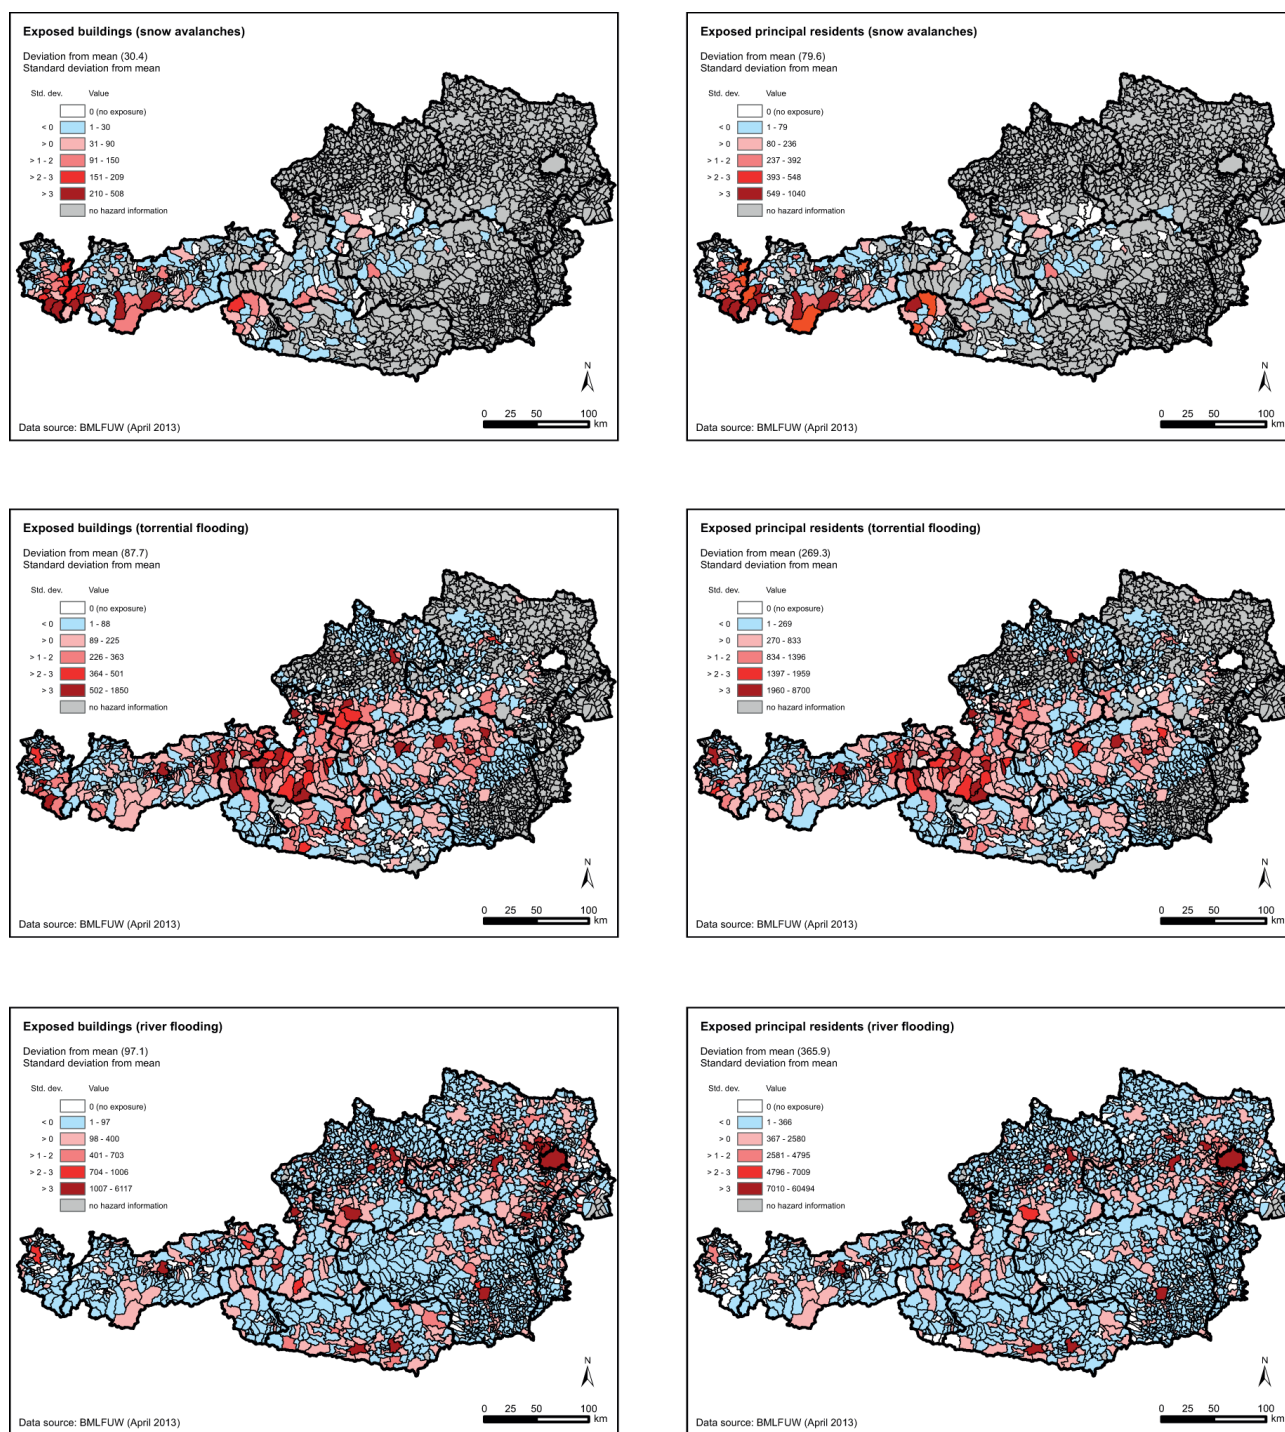 Exposed buildings (snow avalanches)
Deviation from mean (30.4)
Standard deviation from mean
Std. dev. Value
0 (no exposure)
< 0 1 - 30
> 0 31 - 90
> 1 - 2 91 - 150
> 2 - 3 151 - 209
> 3 210 - 508
no hazard information
N
0 25 50 100
km
Data source: BMLFUW (April 2013)
Exposed principal residents (snow avalanches)
Deviation from mean (79.6)
Standard deviation from mean
Std. dev. Value
0 (no exposure)
< 0 1 - 79
> 0 80 - 236
> 1 - 2 237 - 392
> 2 - 3 393 - 548
> 3 549 - 1040
no hazard information
N
0 25 50 100
km
Data source: BMLFUW (April 2013)
Exposed buildings (torrential flooding)
Deviation from mean (87.7)
Standard deviation from mean
Std. dev. Value
0 (no exposure)
< 0 1 - 88
> 0 89 - 225
> 1 - 2 226 - 363
> 2 - 3 364 - 501
> 3 502 - 1850
no hazard information
N
0 25 50 100
km
Data source: BMLFUW (April 2013)
Exposed principal residents (torrential flooding)
Deviation from mean (269.3)
Standard deviation from mean
Std. dev. Value
0 (no exposure)
< 0 1 - 269
> 0 270 - 833
> 1 - 2 834 - 1396
> 2 - 3 1397 - 1959
> 3 1960 - 8700
no hazard information
N
0 25 50 100
km
Data source: BMLFUW (April 2013)
Exposed buildings (river flooding)
Deviation from mean (97.1)
Standard deviation from mean
Std. dev. Value
0 (no exposure)
< 0 1 - 97
> 0 98 - 400
> 1 - 2 401 - 703
> 2 - 3 704 - 1006
> 3 1007 - 6117
no hazard information
N
0 25 50 100
km
Data source: BMLFUW (April 2013)
Exposed principal residents (river flooding)
Deviation from mean (365.9)
Standard deviation from mean
Std. dev. Value
0 (no exposure)
< 0 1 - 366
> 0 367 - 2580
> 1 - 2 2581 - 4795
> 2 - 3 4796 - 7009
> 3 7010 - 60494
no hazard information
N
0 25 50 100
km
Data source: BMLFUW (April 2013)